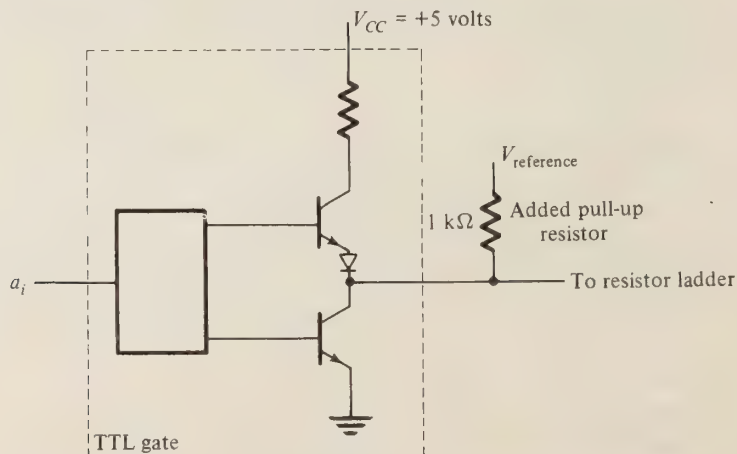 V_CC = +5 volts
V_reference
1 kΩ
Added pull-up
resistor
a_i
To resistor ladder
TTL gate